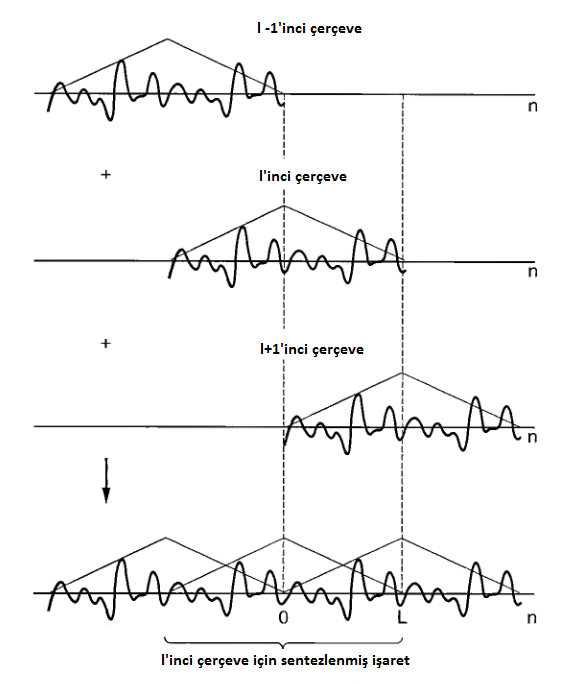 l -1'inci çerçeve
n
+
l'inci çerçeve
n
+
l+1'inci çerçeve
n
0 L n
l'inci çerçeve için sentezlenmiş işaret